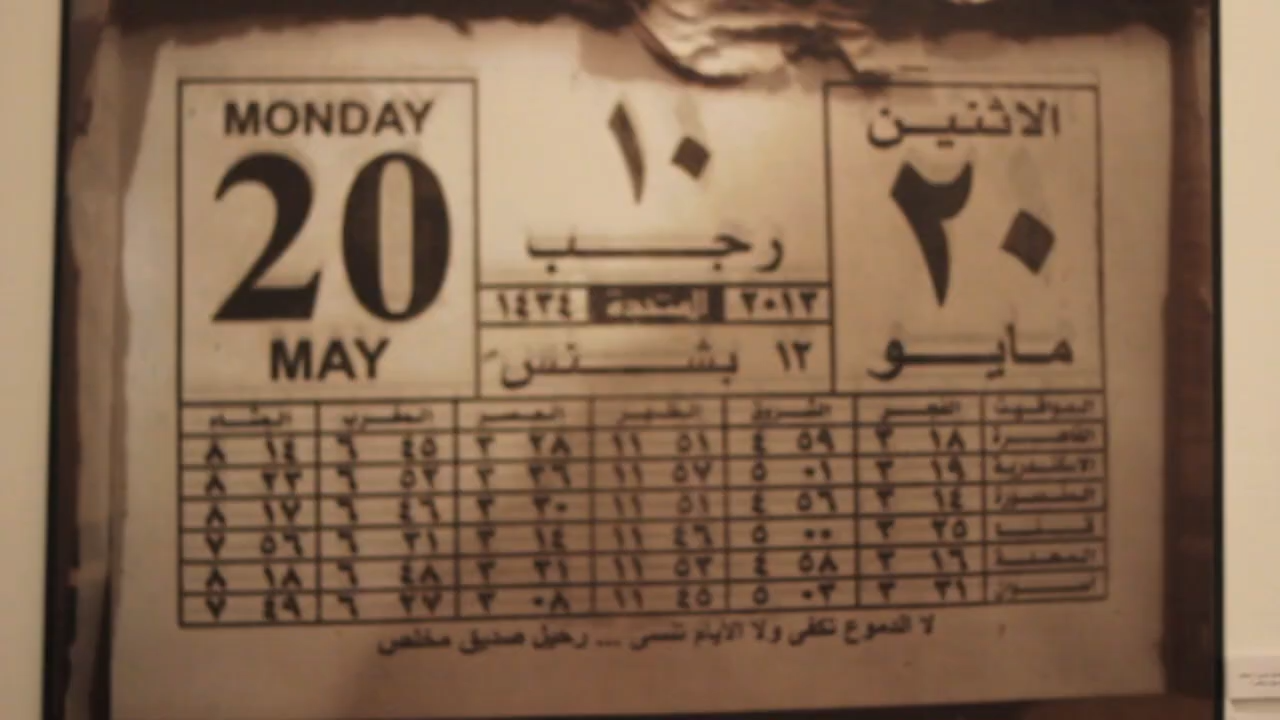 MONDAY
20
MAY
١٠
رجب
٢٠١٣
١٤٣٤
١٢ بشنس
الاثنين
٢٠
مايو
المواقيت الفجر الشروق الظهر العصر المغرب العشاء
القاهرة ١٨ ٣ ٥٩ ٤ ٥١ ١١ ٢٨ ٣ ٤٥ ٦ ١٤ ٨
الاسكندرية ١٩ ٣ ٠١ ٥ ٥٧ ١١ ٣٦ ٣ ٥٢ ٦ ٢٣ ٨
المنصورة ١٤ ٣ ٥٦ ٤ ٥١ ١١ ٣٠ ٣ ٤٦ ٦ ١٧ ٨
قنا ٢٥ ٣ ٠٠ ٥ ٤٦ ١١ ١٤ ٣ ٣١ ٦ ٥٦ ٧
١٦ ٣ ٥٨ ٤ ٥٣ ١١ ٣١ ٣ ٤٨ ٦ ١٨ ٨
٣١ ٣ ٠٣ ٥ ٤٥ ١١ ٠٨ ٣ ٢٧ ٦ ٤٩ ٧
لا الدموع تكفى ولا الأيام تنسى ... رحيل صديق مخلص